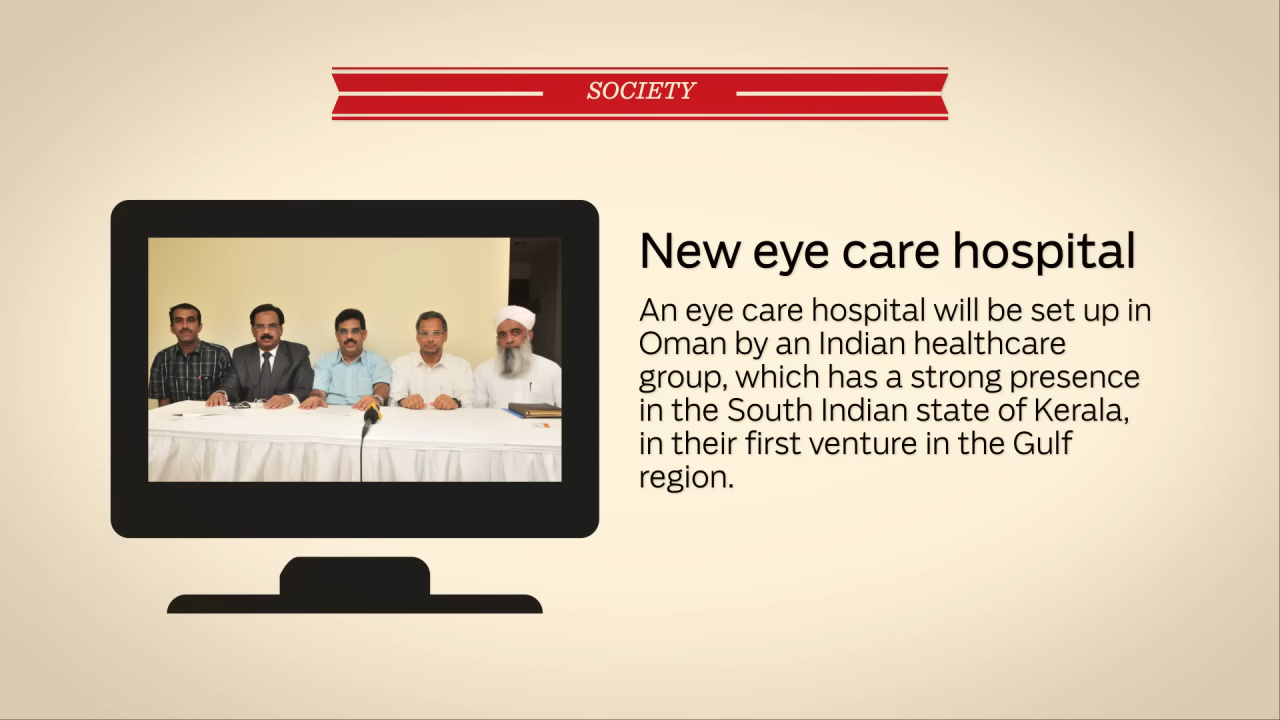 SOCIETY
New eye care hospital
An eye care hospital will be set up in
Oman by an Indian healthcare
group, which has a strong presence
in the South Indian state of Kerala,
in their first venture in the Gulf
region.